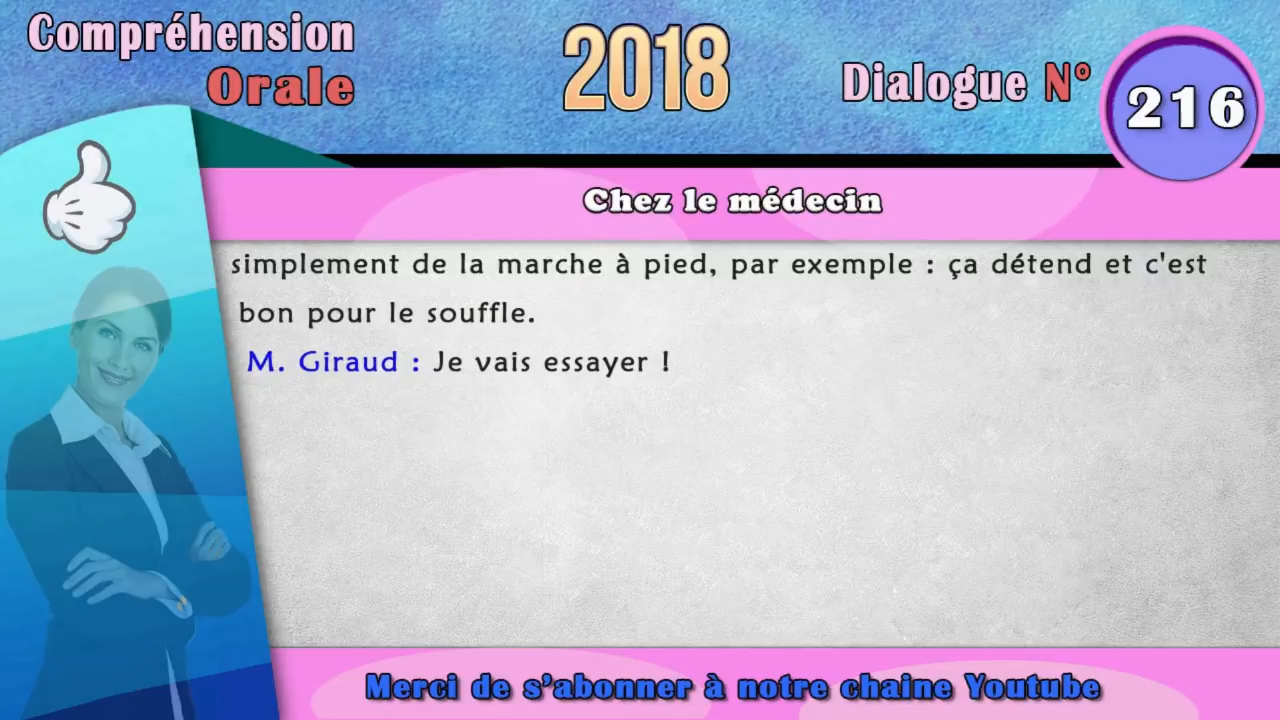 Compréhension
Orale
2018
Dialogue N°
216
Chez le médecin
simplement de la marche à pied, par exemple : ça détend et c'est
bon pour le souffle.
M. Giraud : Je vais essayer !
Merci de s'abonner à notre chaine Youtube